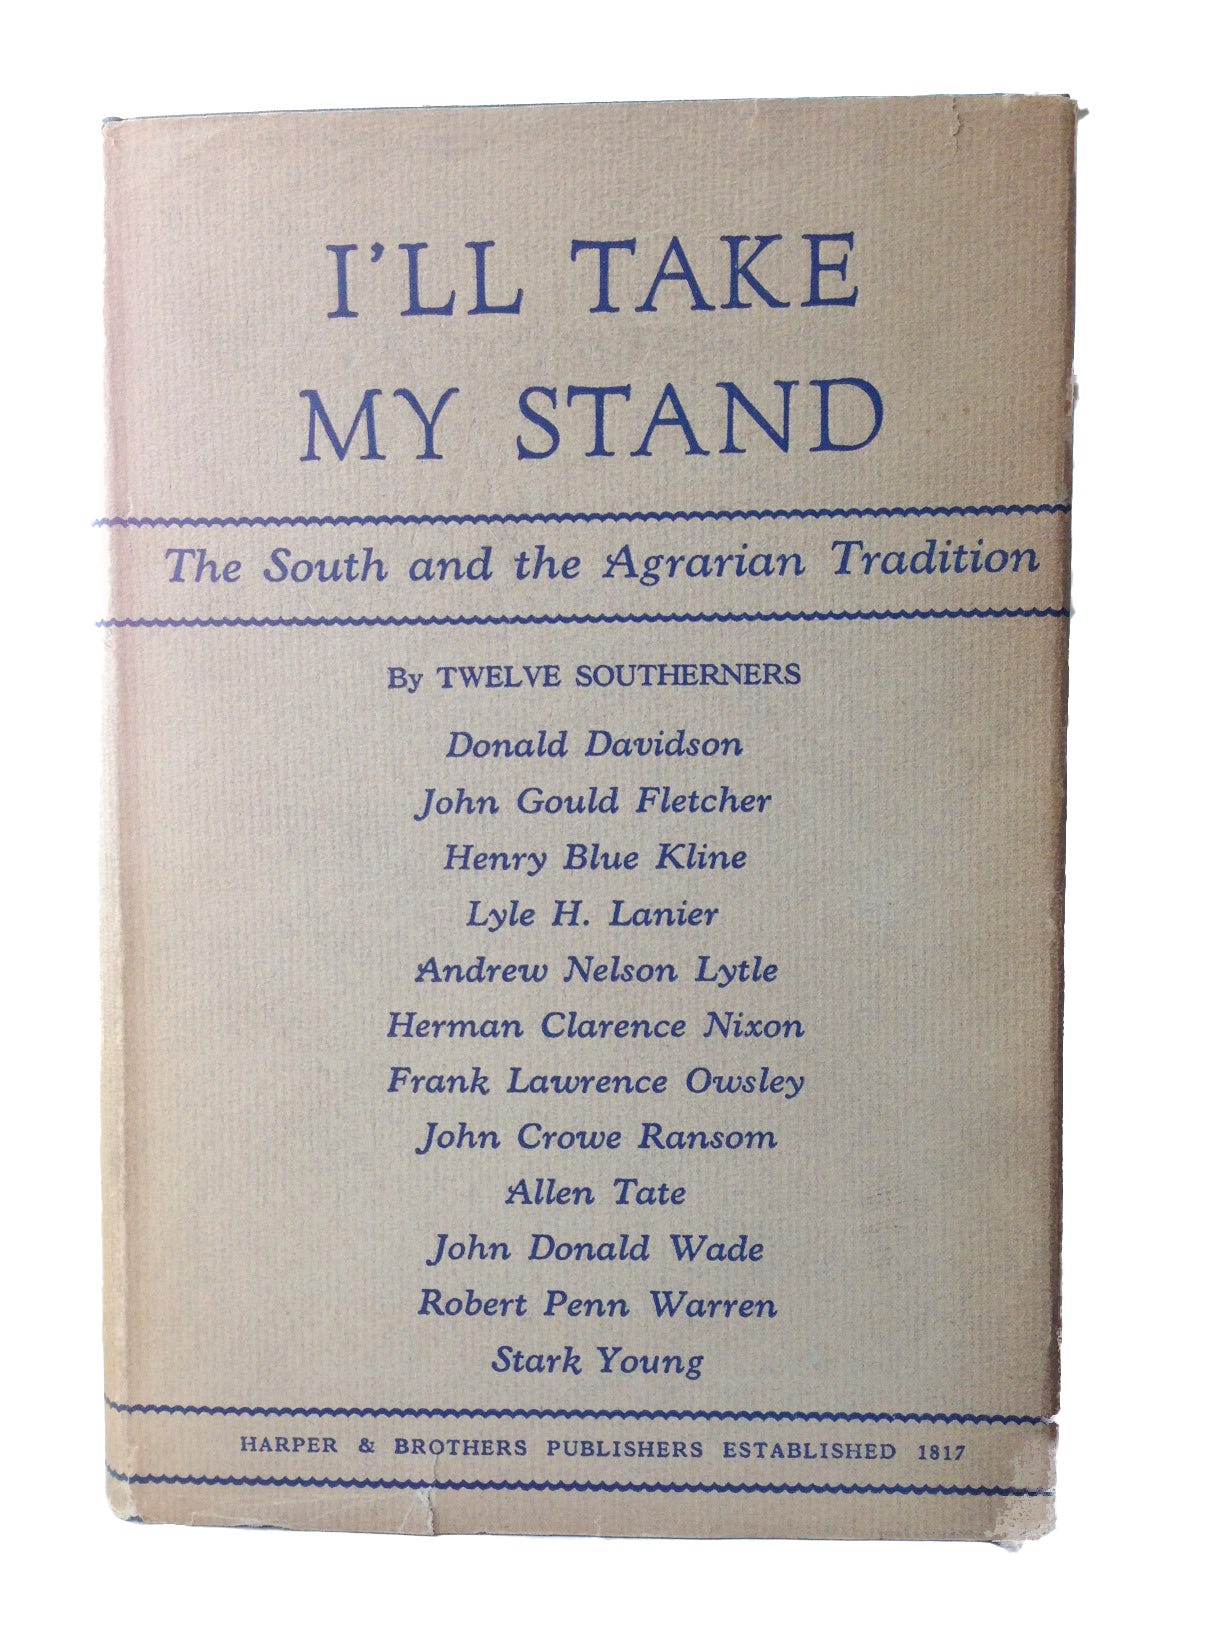 I'LL TAKE
MY STAND
The South and the Agrarian Tradition
By TWELVE SOUTHERNERS
Donald Davidson
John Gould Fletcher
Henry Blue Kline
Lyle H. Lanier
Andrew Nelson Lytle
Herman Clarence Nixon
Frank Lawrence Owsley
John Crowe Ransom
Allen Tate
John Donald Wade
Robert Penn Warren
Stark Young
HARPER & BROTHERS PUBLISHERS ESTABLISHED 1817